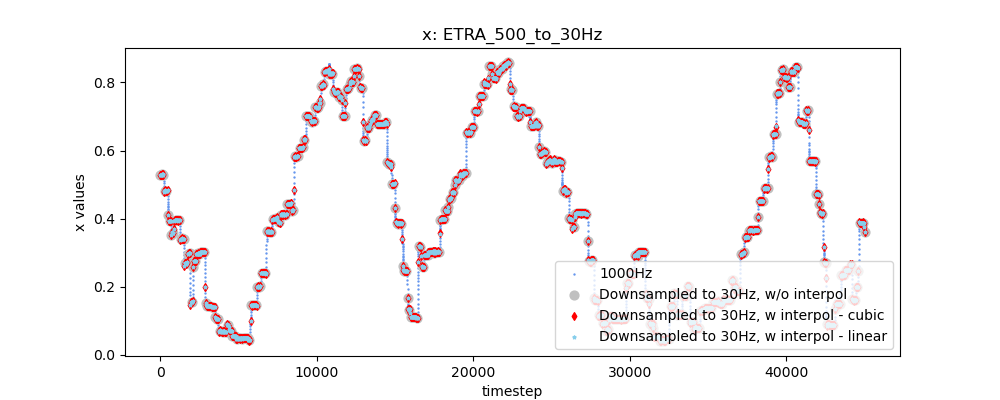 x: ETRA_500_to_30Hz
x values
0.8
0.6
0.4
0.2
0.0
1000Hz
Downsampled to 30Hz, w/o interpol
Downsampled to 30Hz, w interpol - cubic
Downsampled to 30Hz, w interpol - linear
0 10000 20000 30000 40000
timestep